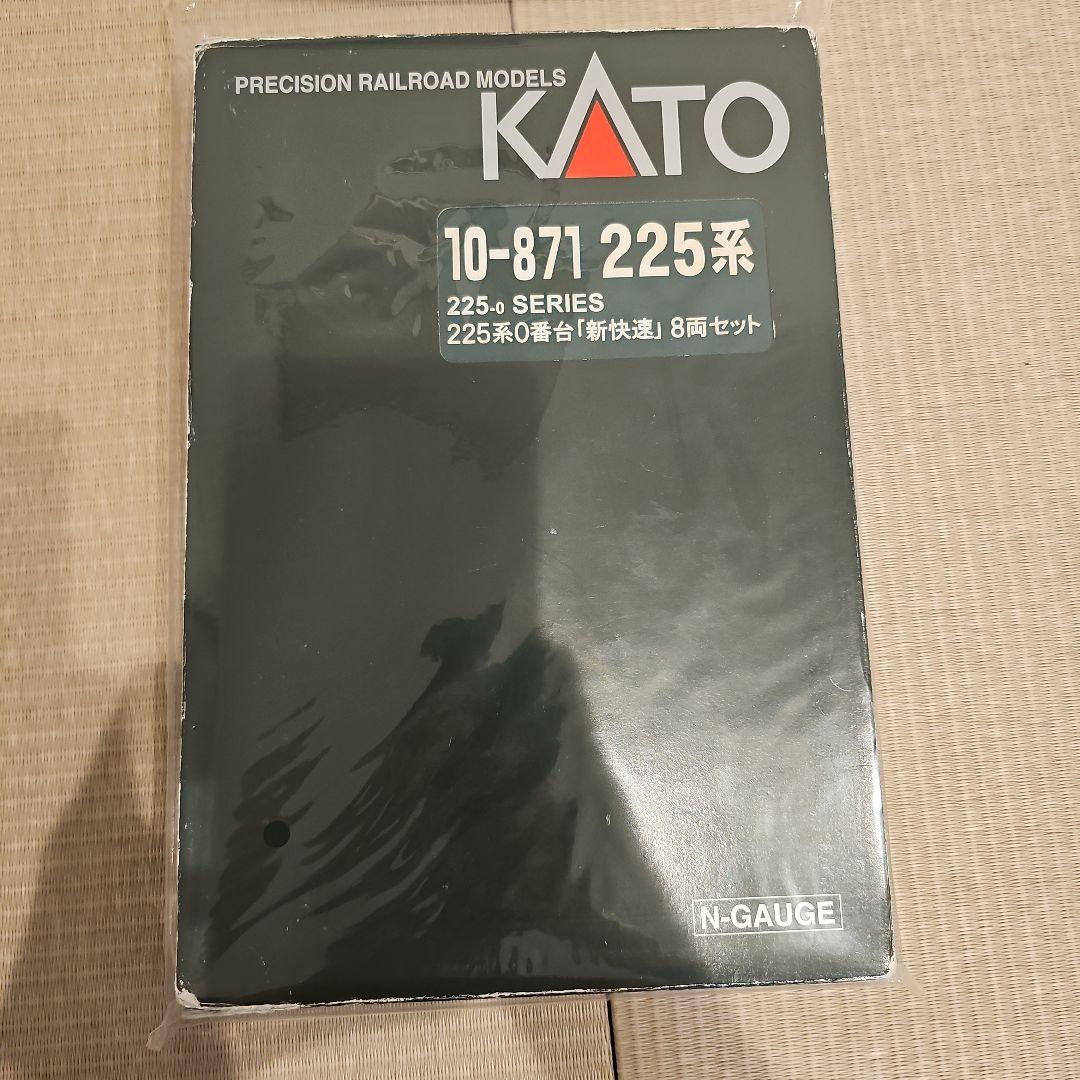 PRECISION RAILROAD MODELS
KATO
10-871 225系
225-0 SERIES
225系0番台「新快速」8両セット
N-GAUGE